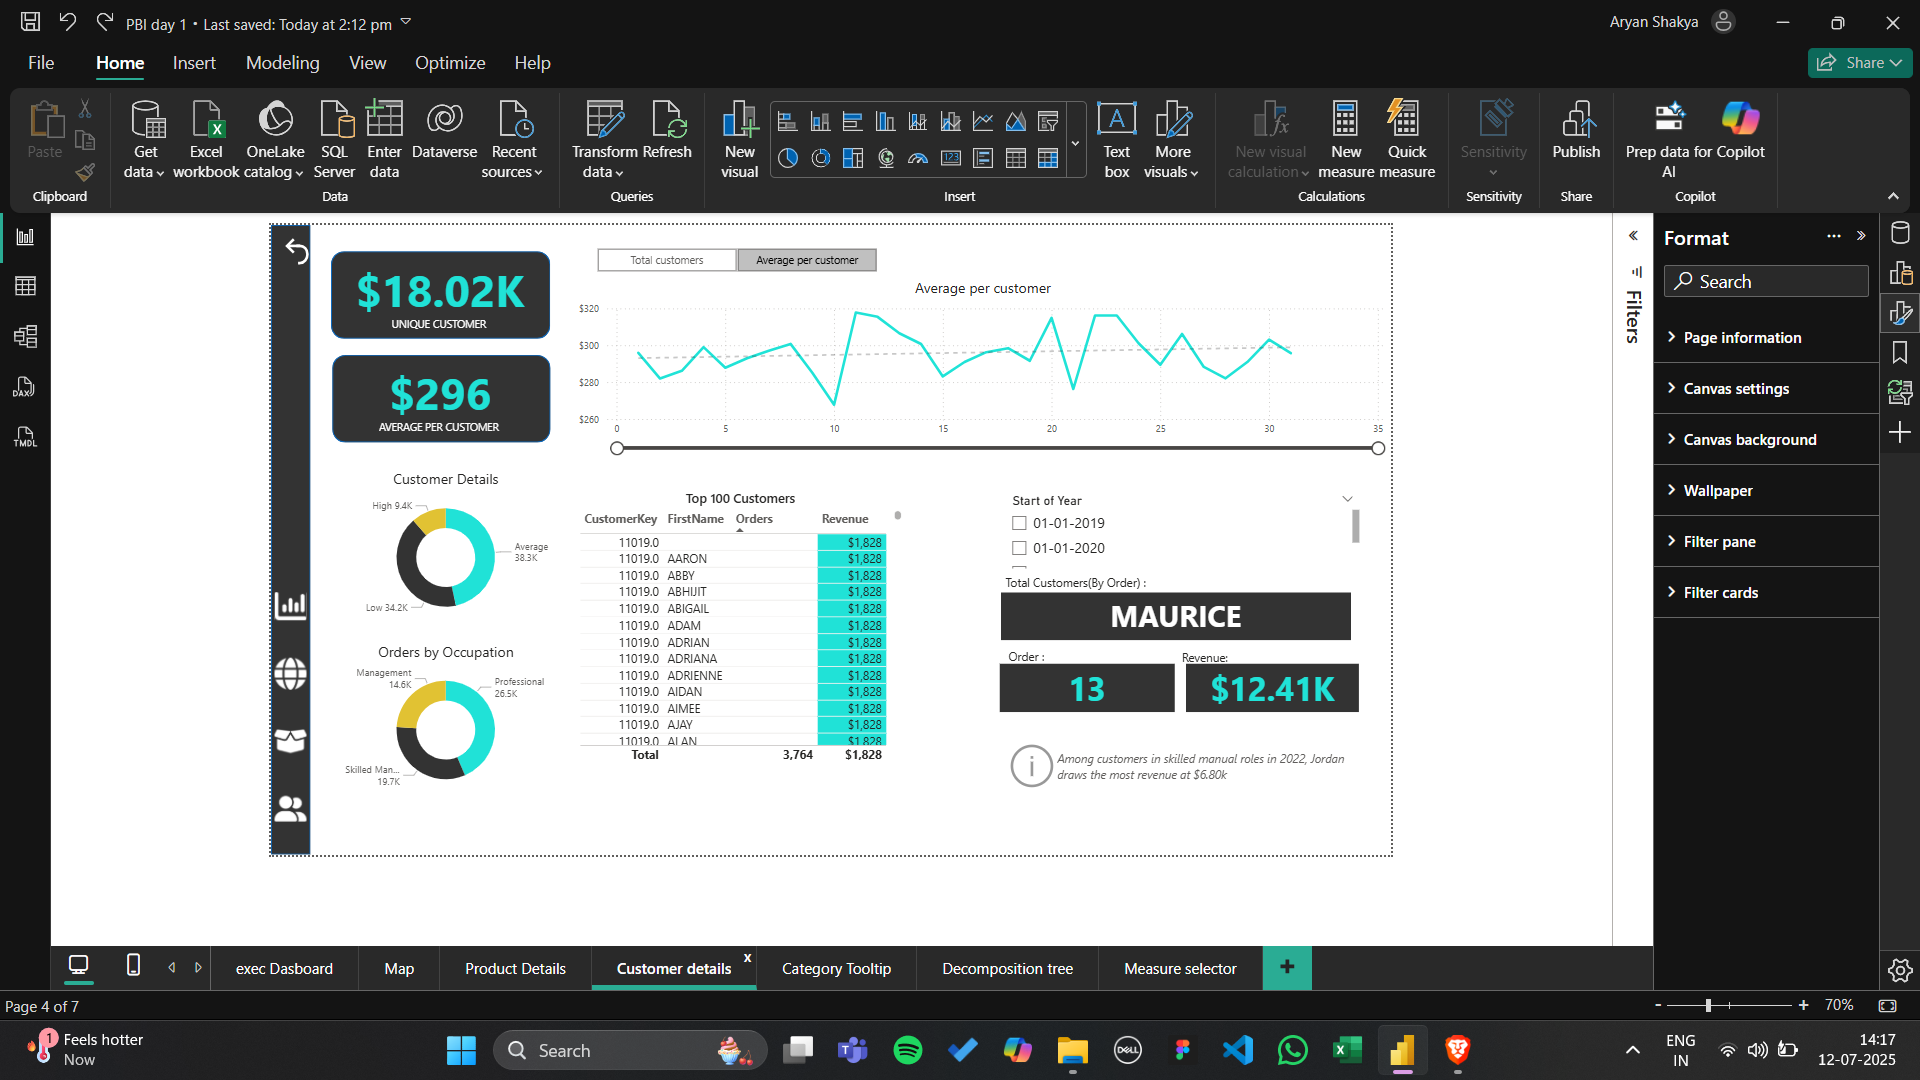 PBI day 1 • Last saved: Today at 2:12 pm
Aryan Shakya
File
Home
Insert
Modeling
View
Optimize
Help
Share
Paste
Get data
Excel workbook
OneLake catalog
SQL Server
Enter data
Dataverse
Recent sources
Transform data
Refresh
New visual
Text box
More visuals
New visual calculation
New measure
Quick measure
Sensitivity
Publish
Prep data for AI
Copilot
Clipboard
Data
Queries
Insert
Calculations
Sensitivity
Share
Copilot
DAX
TMDL
$18.02K
UNIQUE CUSTOMER
$296
AVERAGE PER CUSTOMER
Total customers
Average per customer
Average per customer
$320
$300
$280
$260
0
5
10
15
20
25
30
35
Customer Details
High 9.4K
Average
38.3K
Low 34.2K
Orders by Occupation
Management
14.6K
Professional
26.5K
Skilled Man...
19.7K
Top 100 Customers
CustomerKey FirstName Orders Revenue
11019.0 $1,828
11019.0 AARON $1,828
11019.0 ABBY $1,828
11019.0 ABHIJIT $1,828
11019.0 ABIGAIL $1,828
11019.0 ADAM $1,828
11019.0 ADRIAN $1,828
11019.0 ADRIANA $1,828
11019.0 ADRIENNE $1,828
11019.0 AIDAN $1,828
11019.0 AIMEE $1,828
11019.0 AJAY $1,828
11019.0 ALAN $1,828
Total 3,764 $1,828
Start of Year
01-01-2019
01-01-2020
Total Customers(By Order) :
MAURICE
Order :
13
Revenue:
$12.41K
Among customers in skilled manual roles in 2022, Jordan
draws the most revenue at $6.80k
Filters
Format
Search
Page information
Canvas settings
Canvas background
Wallpaper
Filter pane
Filter cards
exec Dasboard
Map
Product Details
Customer details
Category Tooltip
Decomposition tree
Measure selector
Page 4 of 7
70%
1
Feels hotter
Now
Search
DELL
ENG
IN
14:17
12-07-2025